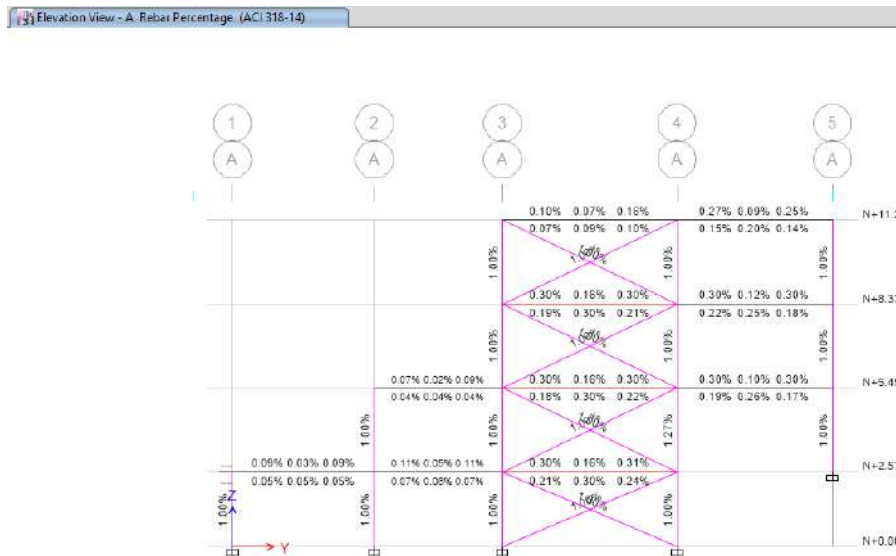 Elevation View - A Rebar Percentage (ACI 318-14)
1 2 3 4 5
A A A A A
0.10% 0.07% 0.16% 0.27% 0.09% 0.25%
N+11.2
0.07% 0.09% 0.10% 0.15% 0.20% 0.14%
1.00% 1.00% 1.00%
0.30% 0.16% 0.30% 0.30% 0.12% 0.30%
N+8.37
0.19% 0.30% 0.21% 0.22% 0.25% 0.18%
1.00% 1.00% 1.00%
0.07% 0.02% 0.09% 0.30% 0.16% 0.30% 0.30% 0.10% 0.30%
0.04% 0.04% 0.04% 0.18% 0.30% 0.22% 0.19% 0.26% 0.17%
1.00% 1.00% 1.27% 1.00%
0.09% 0.03% 0.09% 0.11% 0.05% 0.11% 0.30% 0.16% 0.31%
N+2.57
0.05% 0.05% 0.05% 0.07% 0.08% 0.07% 0.21% 0.30% 0.24%
Z
1.00% 1.00% 1.00% 1.00%
Y